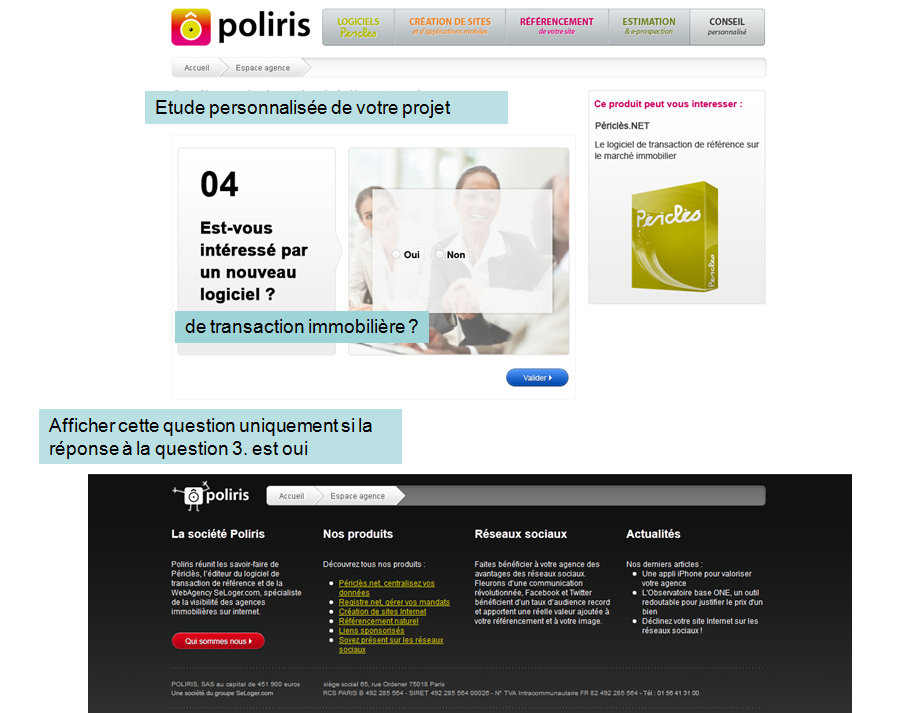 poliris
LOGICIELS
Périclès
CRÉATION DE SITES
et d'applications mobiles
RÉFÉRENCEMENT
de votre site
ESTIMATION
& e-prospection
CONSEIL
personnalisé
Accueil
Espace agence
Etude personnalisée de votre projet
04
Est-vous
intéressé par
un nouveau
logiciel ?
de transaction immobilière ?
Oui
Non
Valider
Ce produit peut vous interesser :
Périclès.NET
Le logiciel de transaction de référence sur
le marché immobilier
Périclès
Périclès
Afficher cette question uniquement si la
réponse à la question 3. est oui
poliris
Accueil
Espace agence
La société Poliris
Poliris réunit les savoir-faire de
Périclès, l'éditeur du logiciel de
transaction de référence et de la
WebAgency SeLoger.com, spécialiste
de la visibilité des agences
immobilières sur internet.
Qui sommes nous
Nos produits
Découvrez tous nos produits :
Périclès.net, centralisez vos
données
Registre.net, gérer vos mandats
Création de sites Internet
Référencement naturel
Liens sponsorisés
Soyez présent sur les réseaux
sociaux
Réseaux sociaux
Faites bénéficier à votre agence des
avantages des réseaux sociaux.
Fleurons d'une communication
révolutionnée, Facebook et Twitter
bénéficient d'un taux d'audience record
et apportent une réelle valeur ajoutée à
votre référencement et à votre image.
Actualités
Nos derniers articles :
Une appli iPhone pour valoriser
votre agence
L'Observatoire base ONE, un outil
redoutable pour justifier le prix d'un
bien
Déclinez votre site Internet sur les
réseaux sociaux !
POLIRIS, SAS au capital de 451 900 euros
Une société du groupe SeLoger.com
siège social 65, rue Ordener 75018 Paris
RCS PARIS B 492 285 564 - SIRET 492 285 564 00026 - N° TVA Intracommunautaire FR 82 492 285 564 - Tél : 01 56 41 31 00